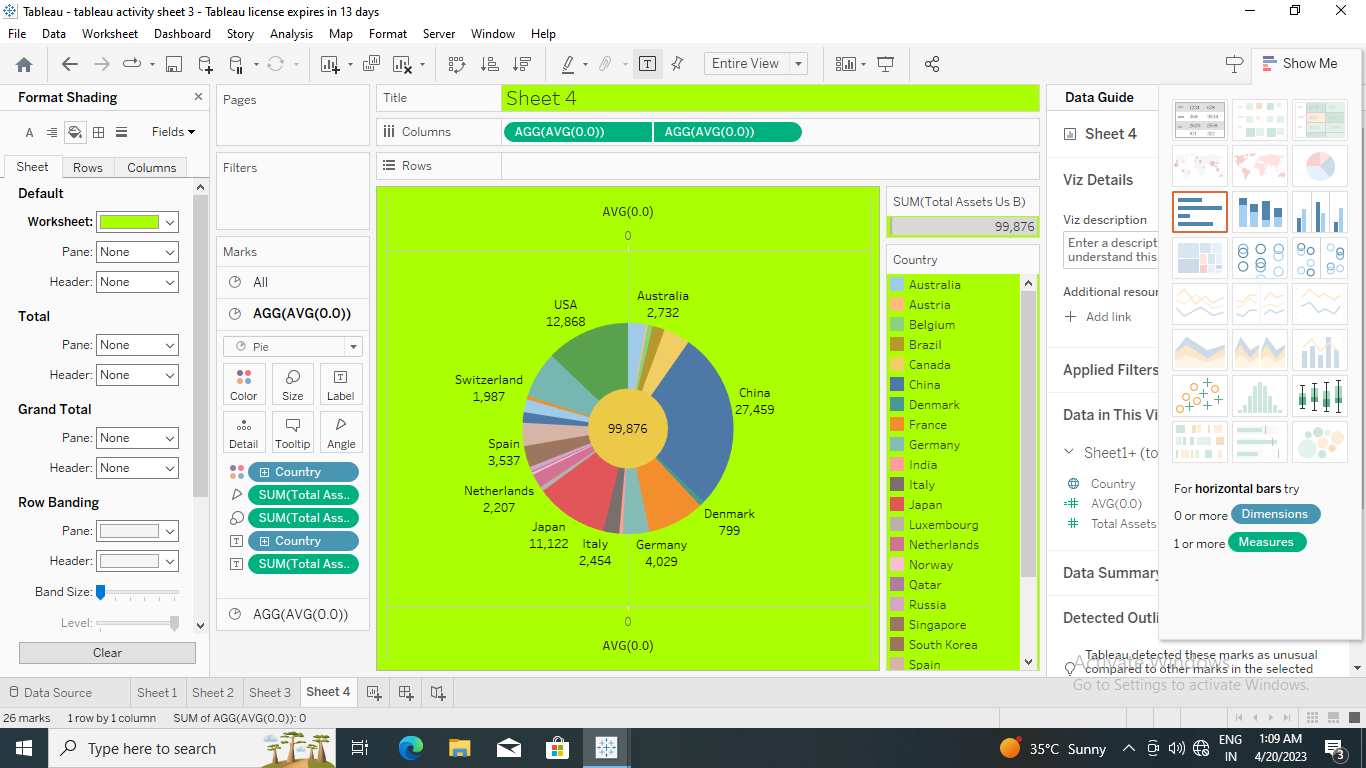 Tableau - tableau activity sheet 3 - Tableau license expires in 13 days
File Data Worksheet Dashboard Story Analysis Map Format Server Window Help
Entire View
Show Me
Format Shading
Fields
Sheet Rows Columns
Default
Worksheet:
Pane: None
Header: None
Total
Pane: None
Header: None
Grand Total
Pane: None
Header: None
Row Banding
Pane:
Header:
Band Size:
Level:
Clear
Pages
Filters
Marks
All
AGG(AVG(0.0))
Pie
Color Size Label
Detail Tooltip Angle
Country
SUM(Total Ass..
SUM(Total Ass..
Country
SUM(Total Ass..
AGG(AVG(0.0))
Title Sheet 4
Columns AGG(AVG(0.0)) AGG(AVG(0.0))
Rows
AVG(0.0)
0
USA
12,868
Australia
2,732
Switzerland
1,987
China
27,459
99,876
Spain
3,537
Netherlands
2,207
Denmark
799
Japan
11,122
Italy
2,454
Germany
4,029
0
AVG(0.0)
SUM(Total Assets Us B)
99,876
Country
Australia
Austria
Belgium
Brazil
Canada
China
Denmark
France
Germany
India
Italy
Japan
Luxembourg
Netherlands
Norway
Qatar
Russia
Singapore
South Korea
Spain
Data Guide
Sheet 4
Viz Details
Viz description
Enter a descript
understand this
Additional resour
Add link
Applied Filters
Data in This Vi
Sheet1+ (to
Country
AVG(0.0)
Total Assets
Data Summary
Detected Outli
Tableau detected these marks as unusual
compared to other marks in the selected
For horizontal bars try
0 or more Dimensions
1 or more Measures
Activate Windows
Go to Settings to activate Windows.
Data Source Sheet 1 Sheet 2 Sheet 3 Sheet 4
26 marks 1 row by 1 column SUM of AGG(AVG(0.0)): 0
Type here to search
35°C Sunny
ENG
IN
1:09 AM
4/20/2023
3